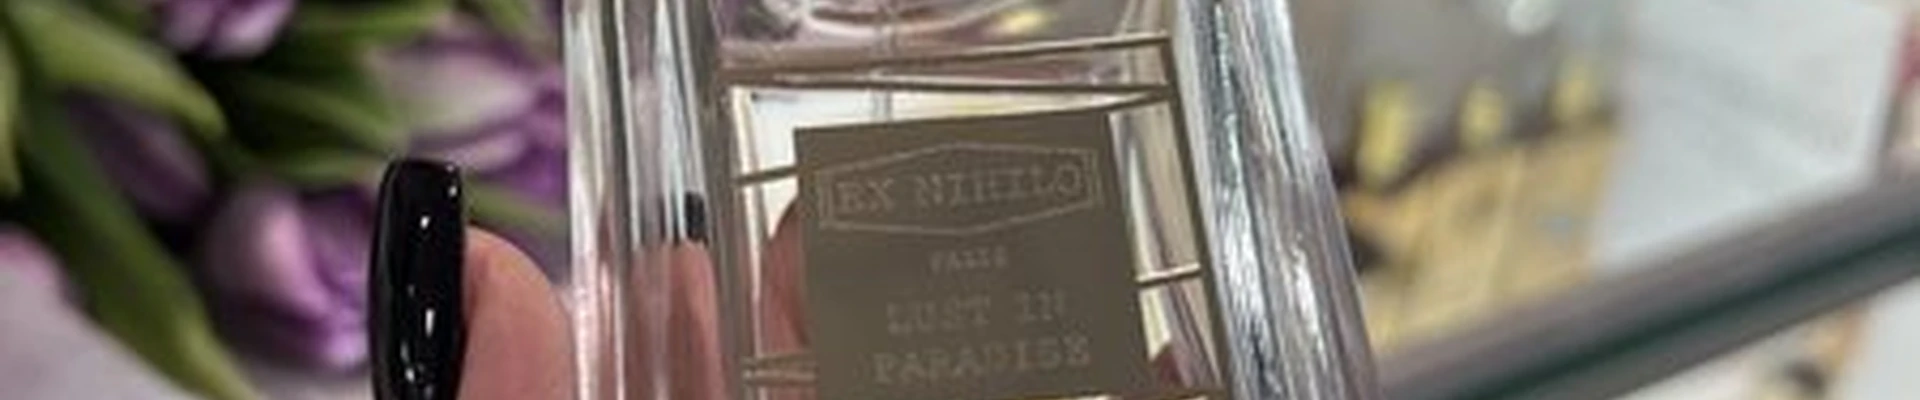 EX NIHILO
PARIS
LUST IN
PARADISE